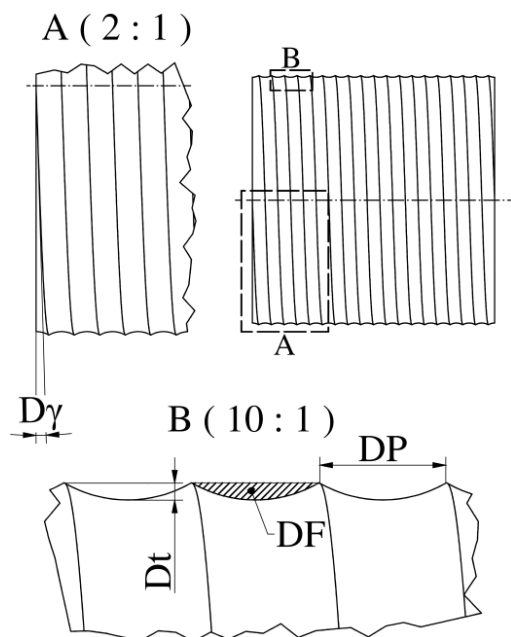 A ( 2 : 1 )
B
A
Dγ
B ( 10 : 1 )
DP
DF
Dt